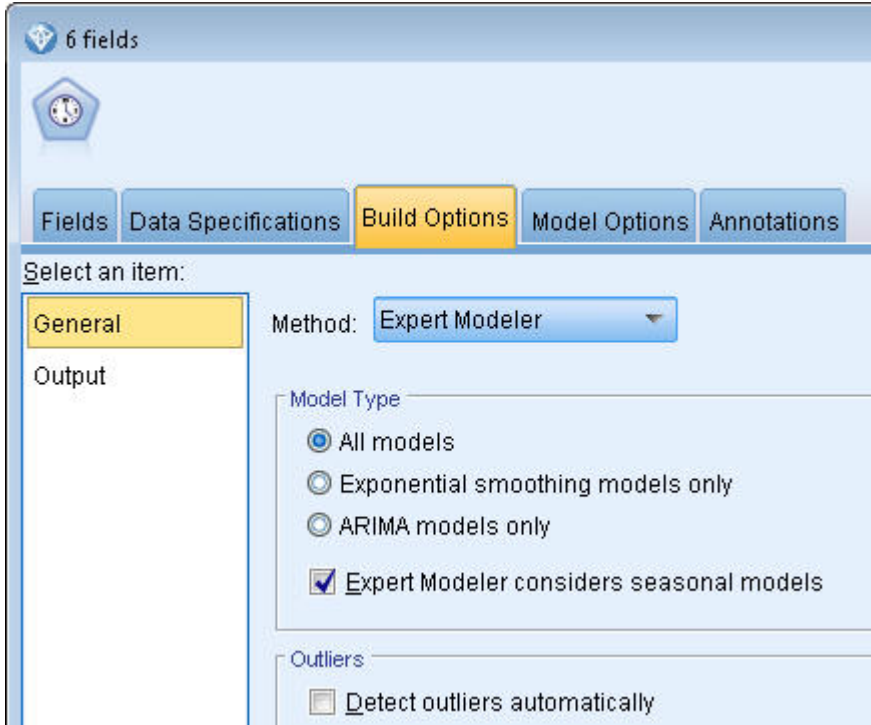 6 fields
Fields Data Specifications Build Options Model Options Annotations
Select an item:
General
Output
Method: Expert Modeler
Model Type
All models
Exponential smoothing models only
ARIMA models only
Expert Modeler considers seasonal models
Outliers
Detect outliers automatically